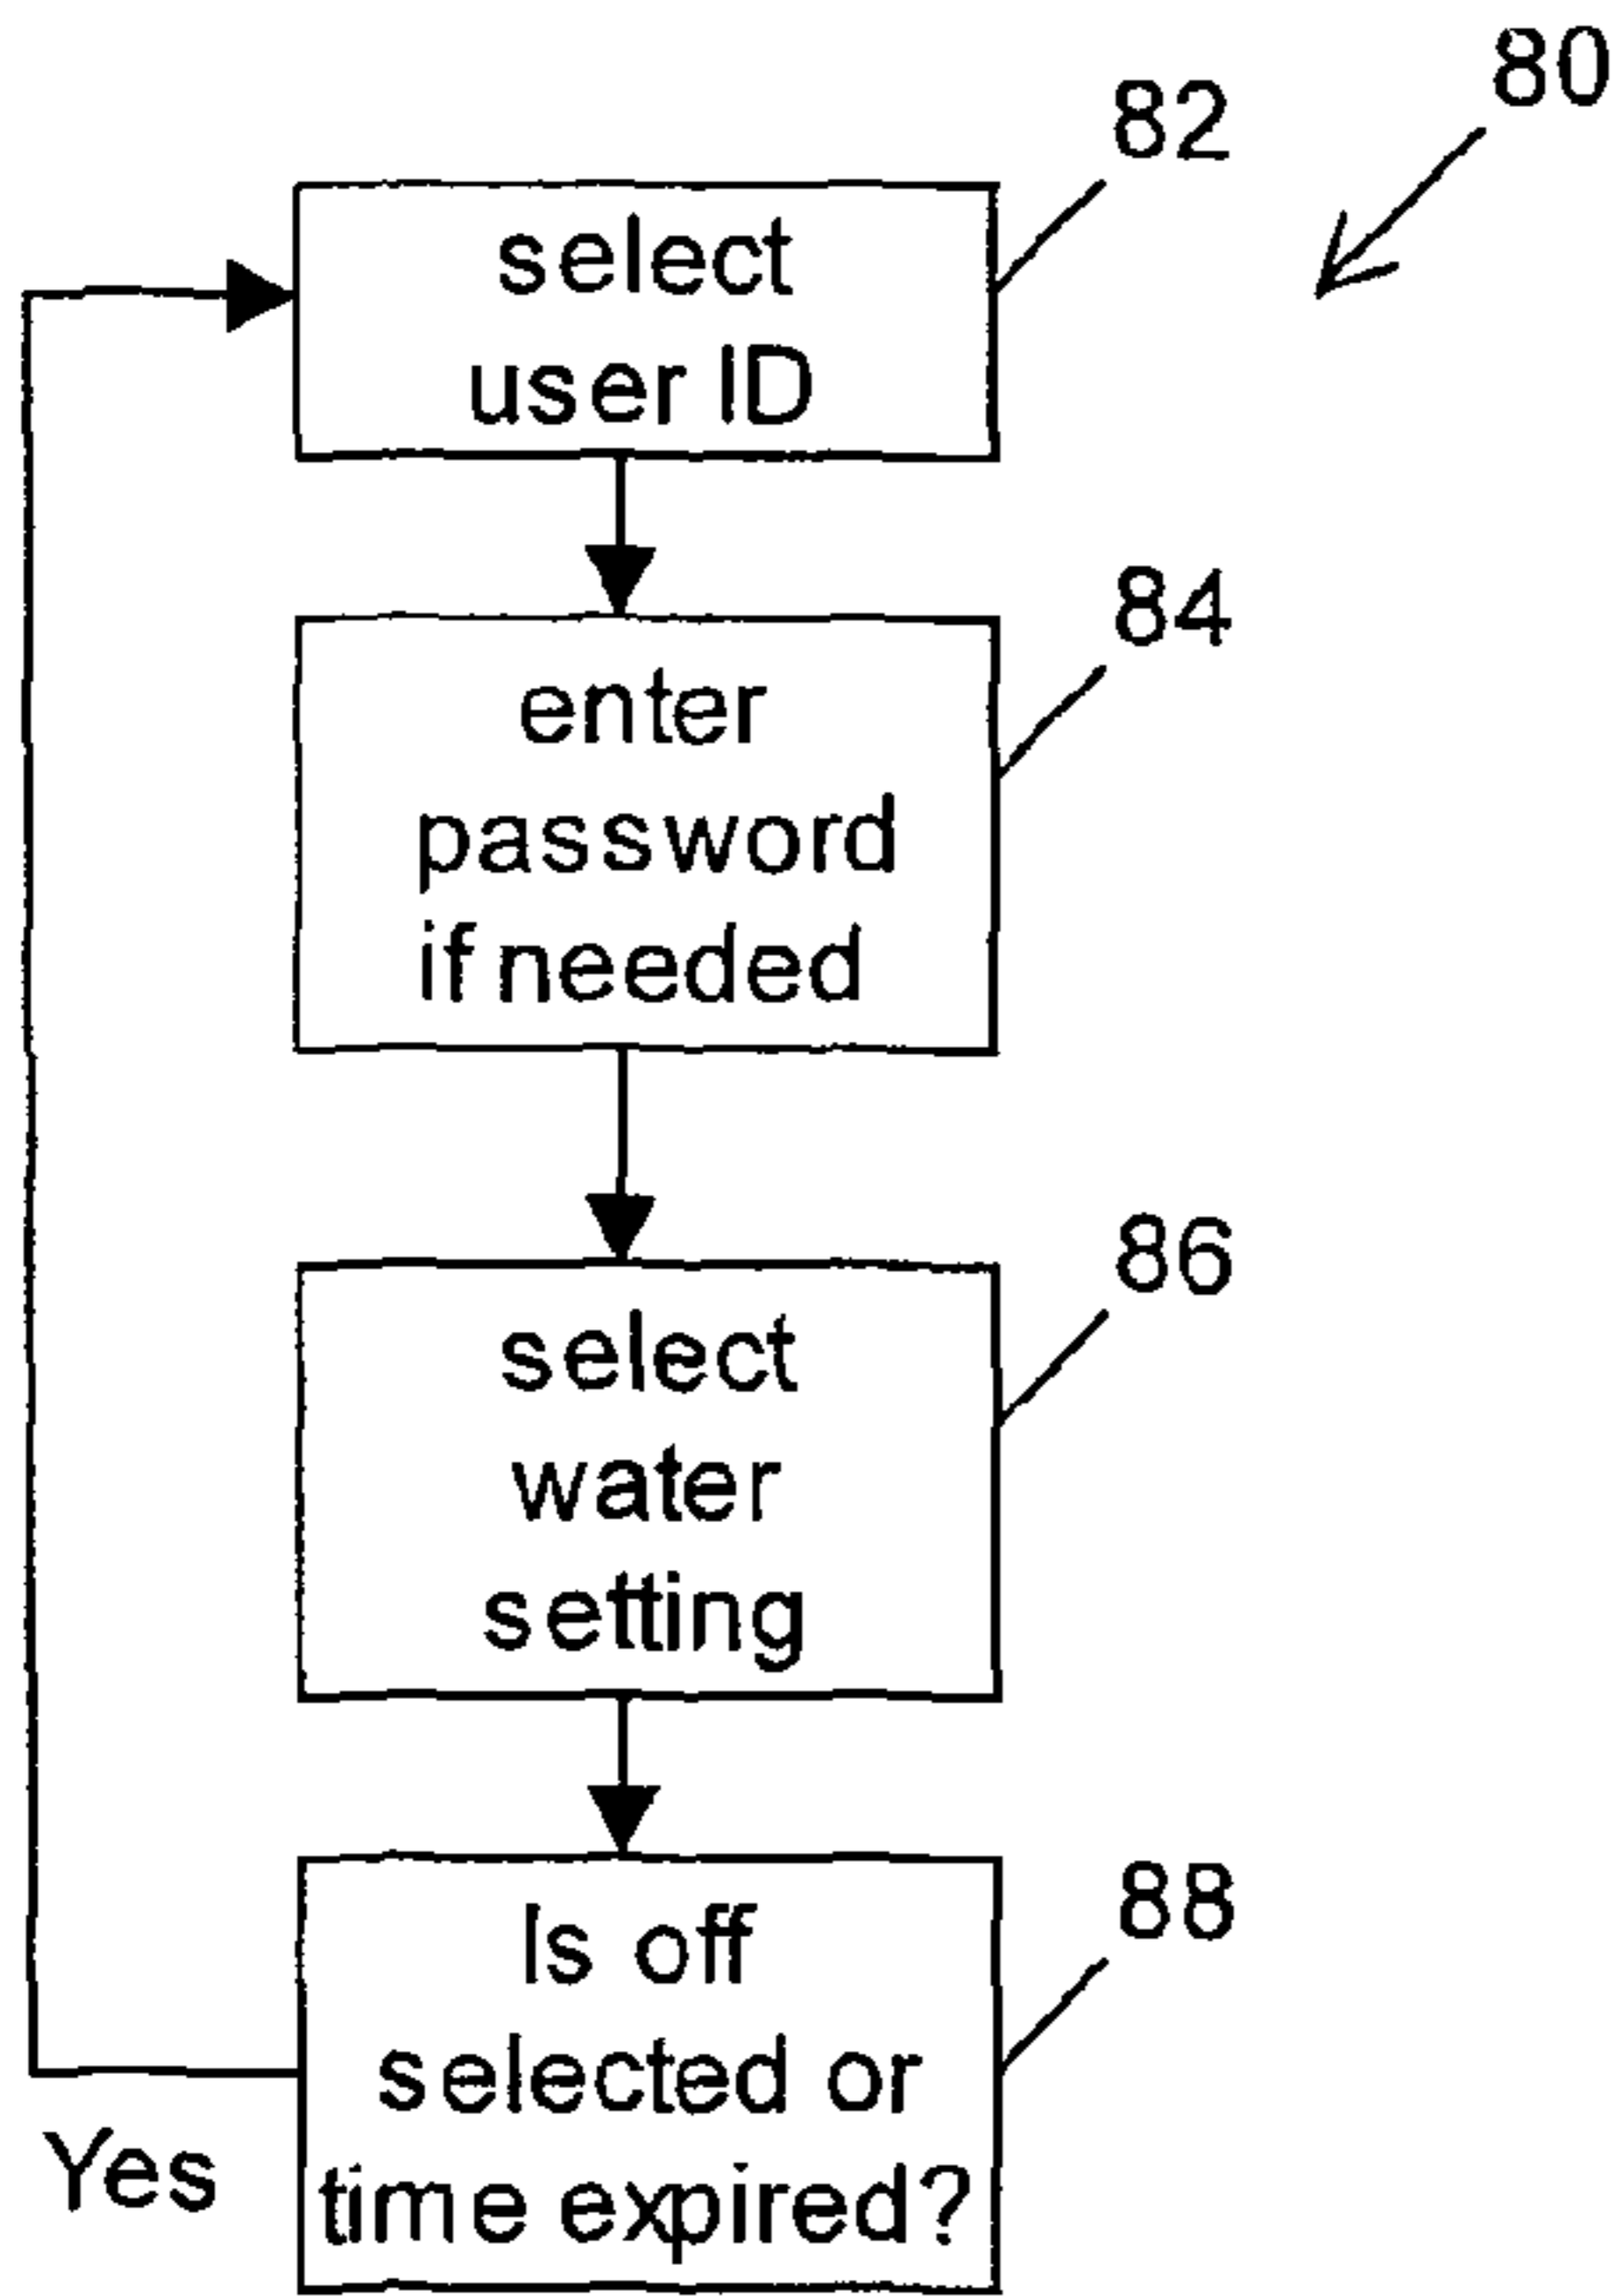 80
82
select
user ID
84
enter
password
if needed
86
select
water
setting
88
Is off
selected or
time expired?
Yes